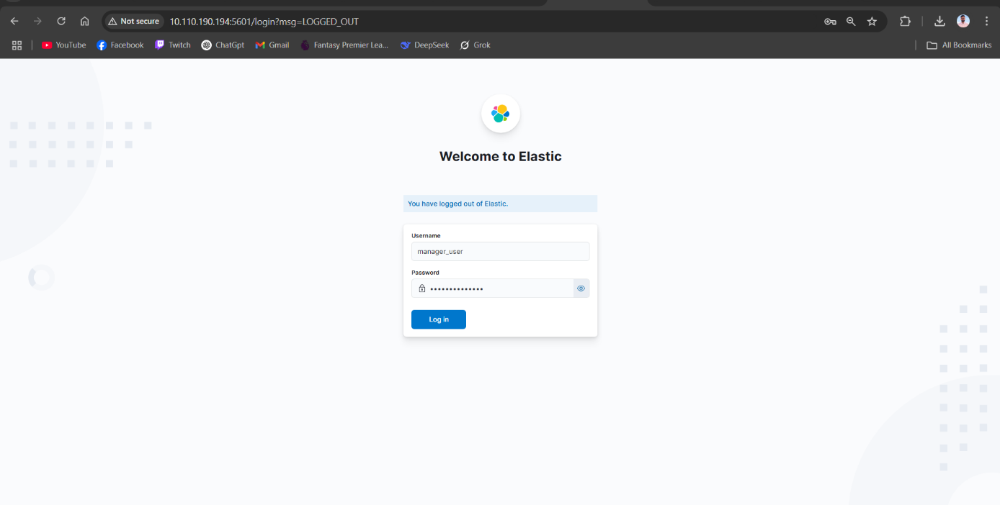 Not secure 10.110.190.194:5601/login?msg=LOGGED_OUT
YouTube Facebook Twitch ChatGpt Gmail Fantasy Premier Lea... DeepSeek Grok All Bookmarks
Welcome to Elastic
You have logged out of Elastic.
Username
manager_user
Password
••••••••••••••
Log in